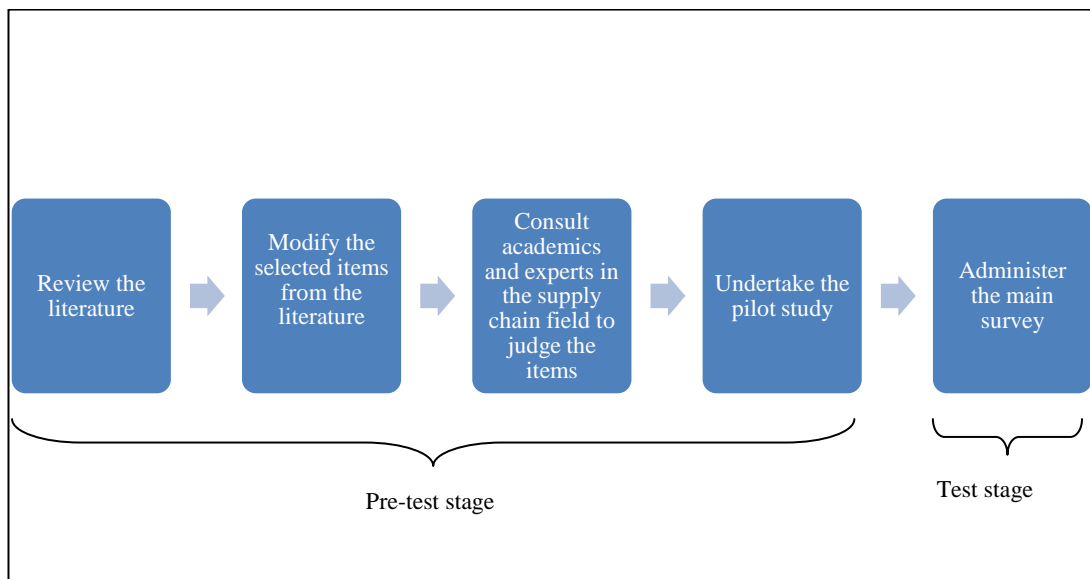 Review the
literature
Modify the
selected items
from the
literature
Consult
academics
and experts in
the supply
chain field to
judge the
items
Undertake the
pilot study
Administer
the main
survey
Pre-test stage
Test stage